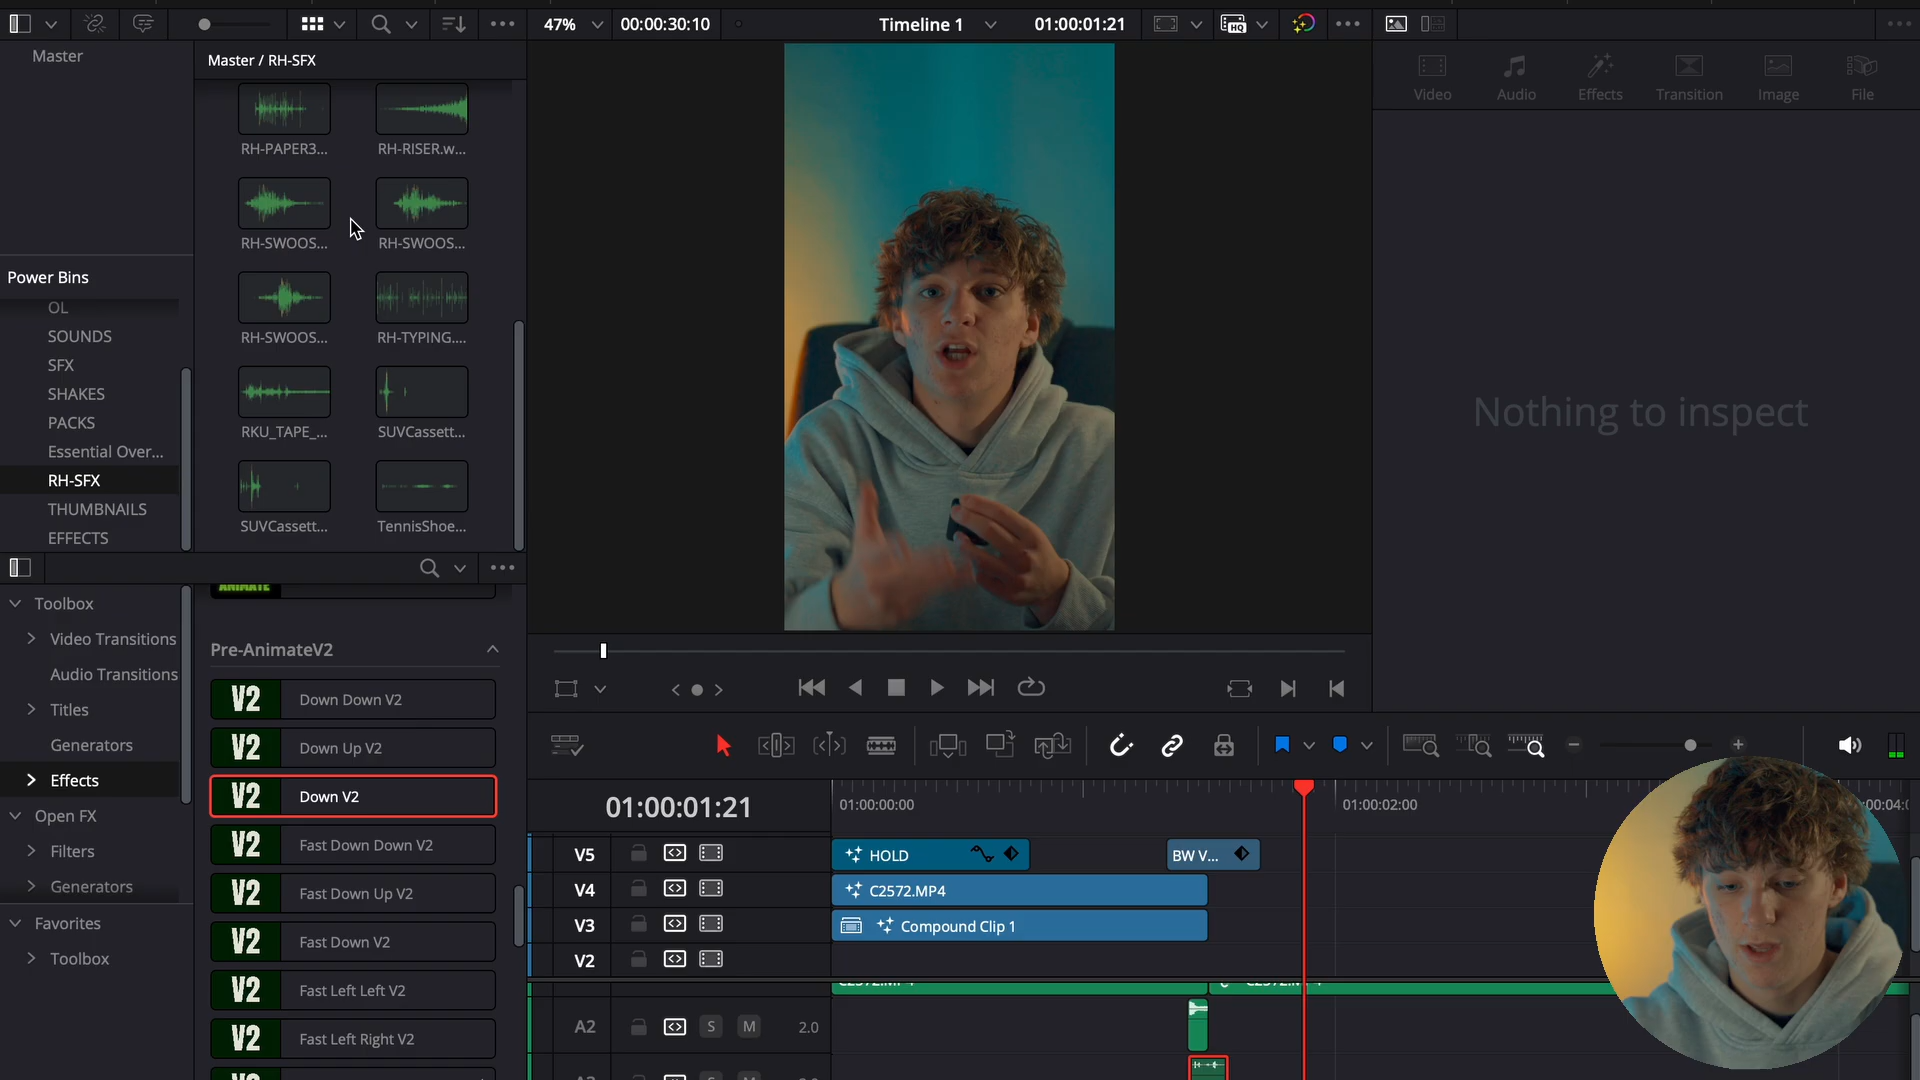 47%
00:00:30:10
Timeline 1
01:00:01:21
HQ
Master
Master / RH-SFX
Video
Audio
Effects
Transition
Image
File
RH-PAPER3...
RH-RISER.w...
RH-SWOOS...
RH-SWOOS...
Power Bins
OL
SOUNDS
SFX
SHAKES
PACKS
Essential Over...
RH-SFX
THUMBNAILS
EFFECTS
RH-SWOOS...
RH-TYPING....
RKU_TAPE_...
SUVCassett...
SUVCassett...
TennisShoe...
Nothing to inspect
Toolbox
Video Transitions
Audio Transitions
Titles
Generators
Effects
Open FX
Filters
Generators
Favorites
Toolbox
ANIMATE
Pre-AnimateV2
V2 Down Down V2
V2 Down Up V2
V2 Down V2
V2 Fast Down Down V2
V2 Fast Down Up V2
V2 Fast Down V2
V2 Fast Left Left V2
V2 Fast Left Right V2
01:00:01:21
01:00:00:00
01:00:02:00
:00:04:0
V5
HOLD
BW V...
V4
C2572.MP4
V3
Compound Clip 1
V2
A2
S
M
2.0